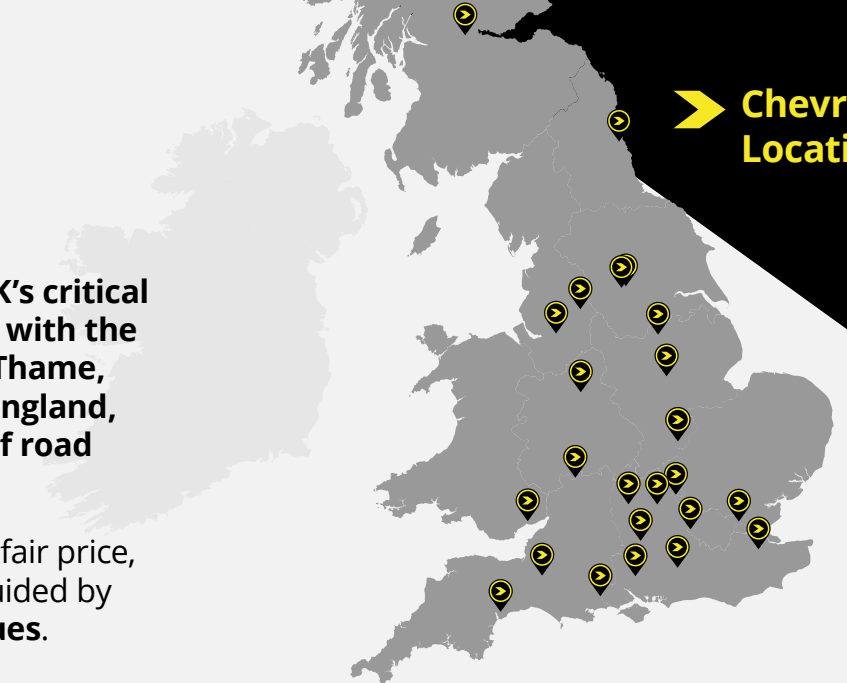 Chevr
Locati
K’s critical
with the
Thame,
ngland,
f road
fair price,
uided by
ues.